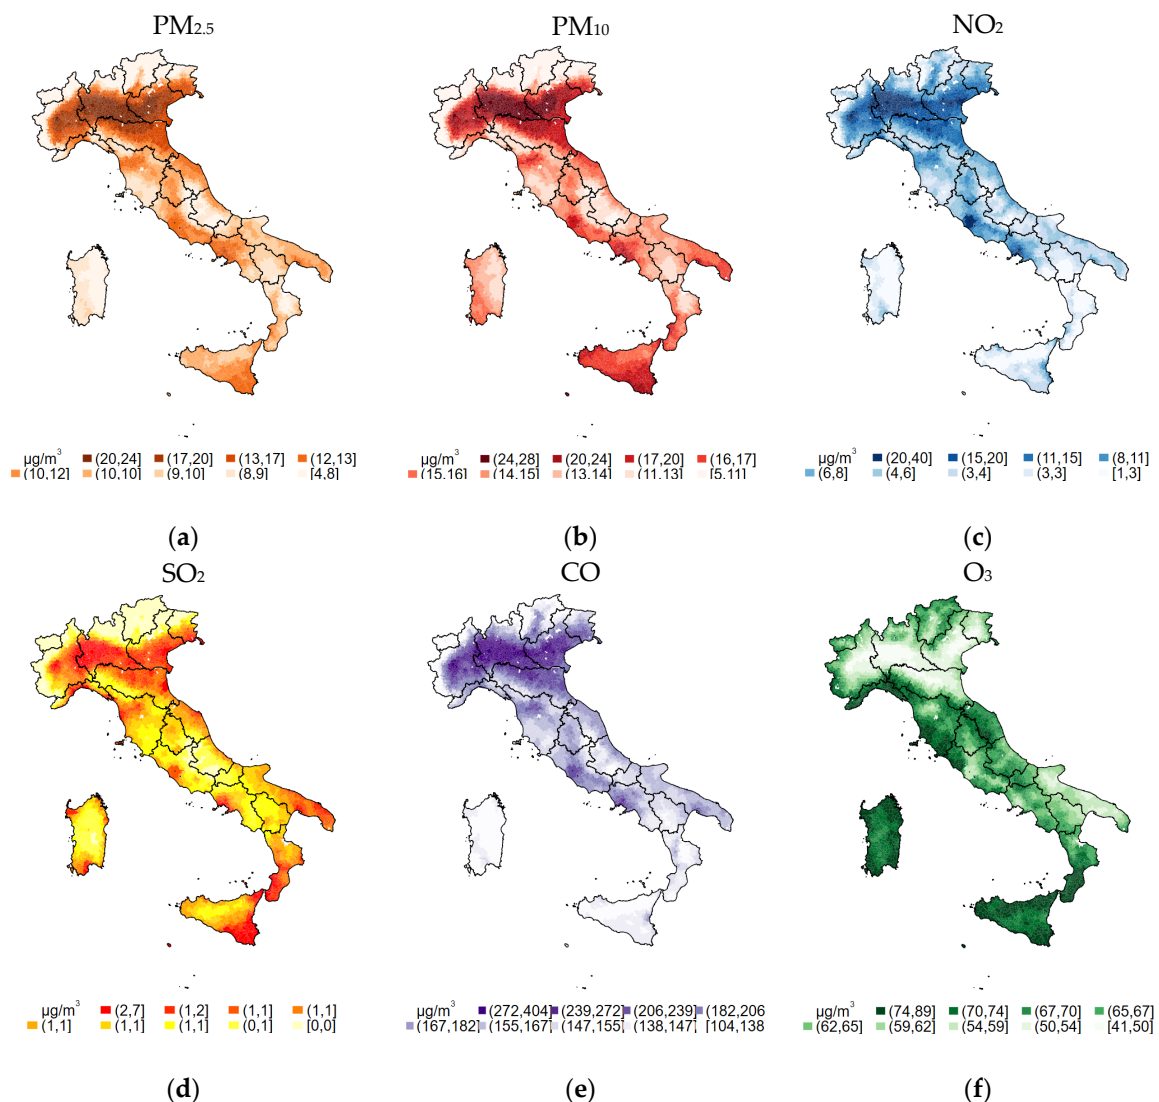 PM2.5 PM10 NO2
µg/m3 (20,24] (17,20] (13,17] (12,13]
(10,12] (10,10] (9,10] (8,9] [4,8]
µg/m3 (24,28] (20,24] (17,20] (16,17]
(15,16] (14,15] (13,14] (11,13] [5,11]
µg/m3 (20,40] (15,20] (11,15] (8,11]
(6,8] (4,6] (3,4] (3,3] [1,3]
(a) (b) (c)
SO2 CO O3
µg/m3 (2,7] (1,2] (1,1] (1,1]
(1,1] (1,1] (1,1] (0,1] [0,0]
µg/m3 (272,404] (239,272] (206,239] (182,206
(167,182] (155,167] (147,155] (138,147] [104,138
µg/m3 (74,89] (70,74] (67,70] (65,67]
(62,65] (59,62] (54,59] (50,54] [41,50]
(d) (e) (f)